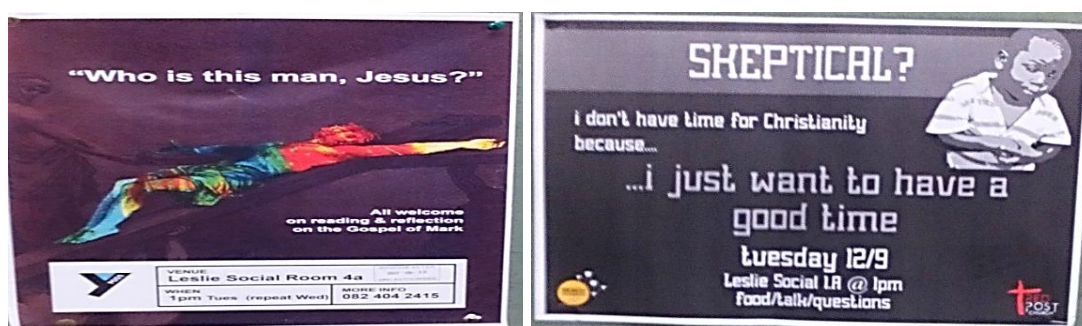 “Who is this man, Jesus?”
All welcome
on reading & reflection
on the Gospel of Mark
VENUE
Leslie Social Room 4a
WHEN
1pm Tues (repeat Wed)
MORE INFO
082 404 2415
SKEPTICAL?
i don't have time for Christianity
because...
...i just want to have a
good time
tuesday 12/9
Leslie Social 1A @ 1pm
food/talk/questions
RED
POST